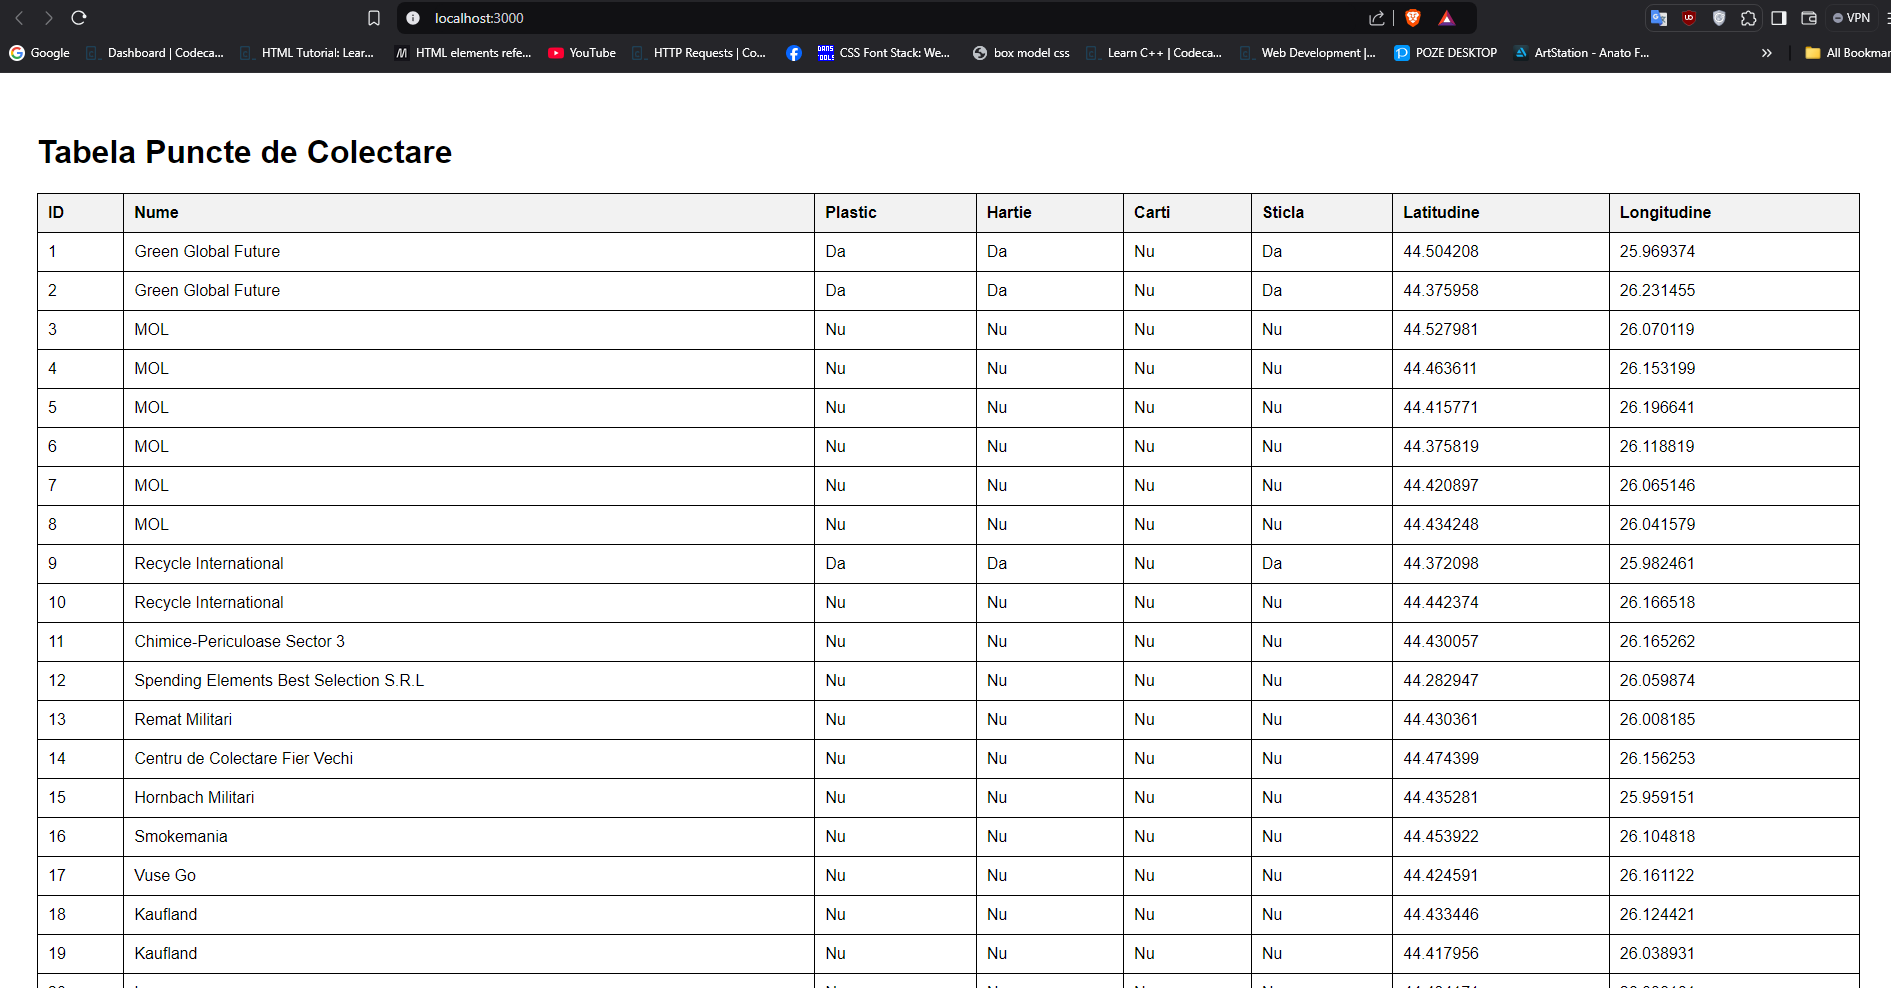 localhost:3000
VPN
Google Dashboard | Codeca... HTML Tutorial: Lear... HTML elements refe... YouTube HTTP Requests | Co... CSS Font Stack: We... box model css Learn C++ | Codeca... Web Development |... POZE DESKTOP ArtStation - Anato F... » All Bookmar
Tabela Puncte de Colectare
ID Nume Plastic Hartie Carti Sticla Latitudine Longitudine
1 Green Global Future Da Da Nu Da 44.504208 25.969374
2 Green Global Future Da Da Nu Da 44.375958 26.231455
3 MOL Nu Nu Nu Nu 44.527981 26.070119
4 MOL Nu Nu Nu Nu 44.463611 26.153199
5 MOL Nu Nu Nu Nu 44.415771 26.196641
6 MOL Nu Nu Nu Nu 44.375819 26.118819
7 MOL Nu Nu Nu Nu 44.420897 26.065146
8 MOL Nu Nu Nu Nu 44.434248 26.041579
9 Recycle International Da Da Nu Da 44.372098 25.982461
10 Recycle International Nu Nu Nu Nu 44.442374 26.166518
11 Chimice-Periculoase Sector 3 Nu Nu Nu Nu 44.430057 26.165262
12 Spending Elements Best Selection S.R.L Nu Nu Nu Nu 44.282947 26.059874
13 Remat Militari Nu Nu Nu Nu 44.430361 26.008185
14 Centru de Colectare Fier Vechi Nu Nu Nu Nu 44.474399 26.156253
15 Hornbach Militari Nu Nu Nu Nu 44.435281 25.959151
16 Smokemania Nu Nu Nu Nu 44.453922 26.104818
17 Vuse Go Nu Nu Nu Nu 44.424591 26.161122
18 Kaufland Nu Nu Nu Nu 44.433446 26.124421
19 Kaufland Nu Nu Nu Nu 44.417956 26.038931